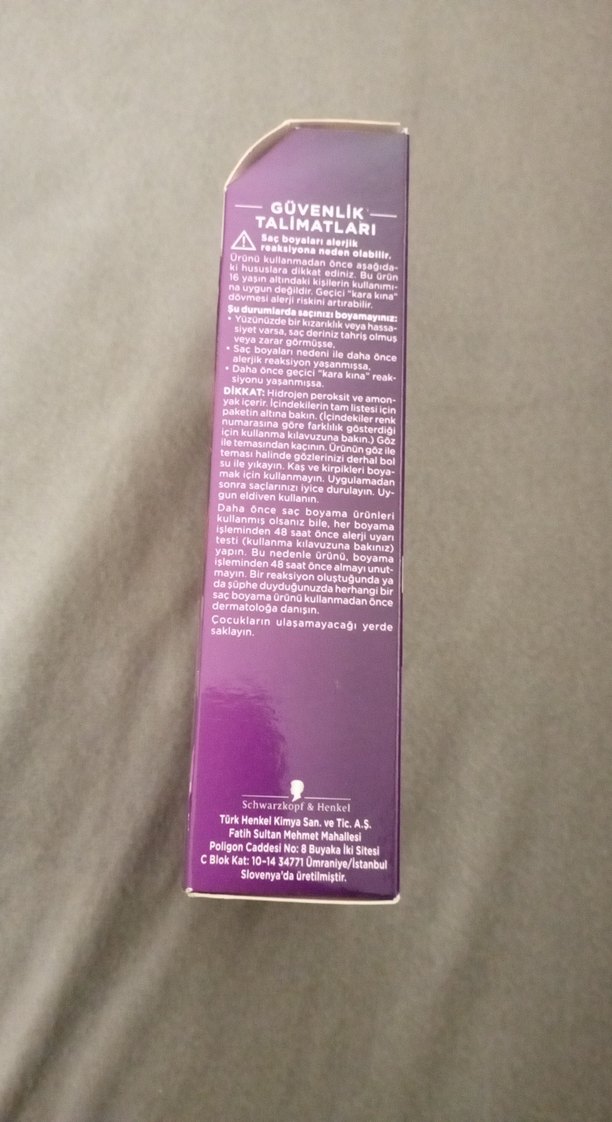 GÜVENLİK
TALİMATLARI
Saç boyaları alerjik
reaksiyona neden olabilir.
Ürünü kullanmadan önce aşağıda-
ki hususlara dikkat ediniz. Bu ürün
16 yaşın altındaki kişilerin kullanımı-
na uygun değildir. Geçici "kara kına"
dövmesi alerji riskini artırabilir.
Şu durumlarda saçınızı boyamayınız:
• Yüzünüzde bir kızarıklık veya hassa-
siyet varsa, saç deriniz tahriş olmuş
veya zarar görmüşse.
• Saç boyaları nedeni ile daha önce
alerjik reaksiyon yaşanmışsa.
• Daha önce geçici "kara kına" reak-
siyonu yaşanmışsa.
DİKKAT: Hidrojen peroksit ve amon-
yak içerir. İçindekilerin tam listesi için
paketin altına bakın. (İçindekiler renk
numarasına göre farklılık gösterdiği
için kullanma kılavuzuna bakın.) Göz
ile temasından kaçının. Ürünün göz ile
teması halinde gözlerinizi derhal bol
su ile yıkayın. Kaş ve kirpikleri boya-
mak için kullanmayın. Uygulamadan
sonra saçlarınızı iyice durulayın. Uy-
gun eldiven kullanın.
Daha önce saç boyama ürünleri
kullanmış olsanız bile, her boyama
işleminden 48 saat önce alerji uyarı
testi (kullanma kılavuzuna bakınız)
yapın. Bu nedenle ürünü, boyama
işleminden 48 saat önce almayı unut-
mayın. Bir reaksiyon oluştuğunda ya
da şüphe duyduğunuzda herhangi bir
saç boyama ürünü kullanmadan önce
dermatoloğa danışın.
Çocukların ulaşamayacağı yerde
saklayın.
Schwarzkopf & Henkel
Türk Henkel Kimya San. ve Tic. A.Ş.
Fatih Sultan Mehmet Mahallesi
Poligon Caddesi No: 8 Buyaka İki Sitesi
C Blok Kat: 10-14 34771 Ümraniye/İstanbul
Slovenya'da üretilmiştir.